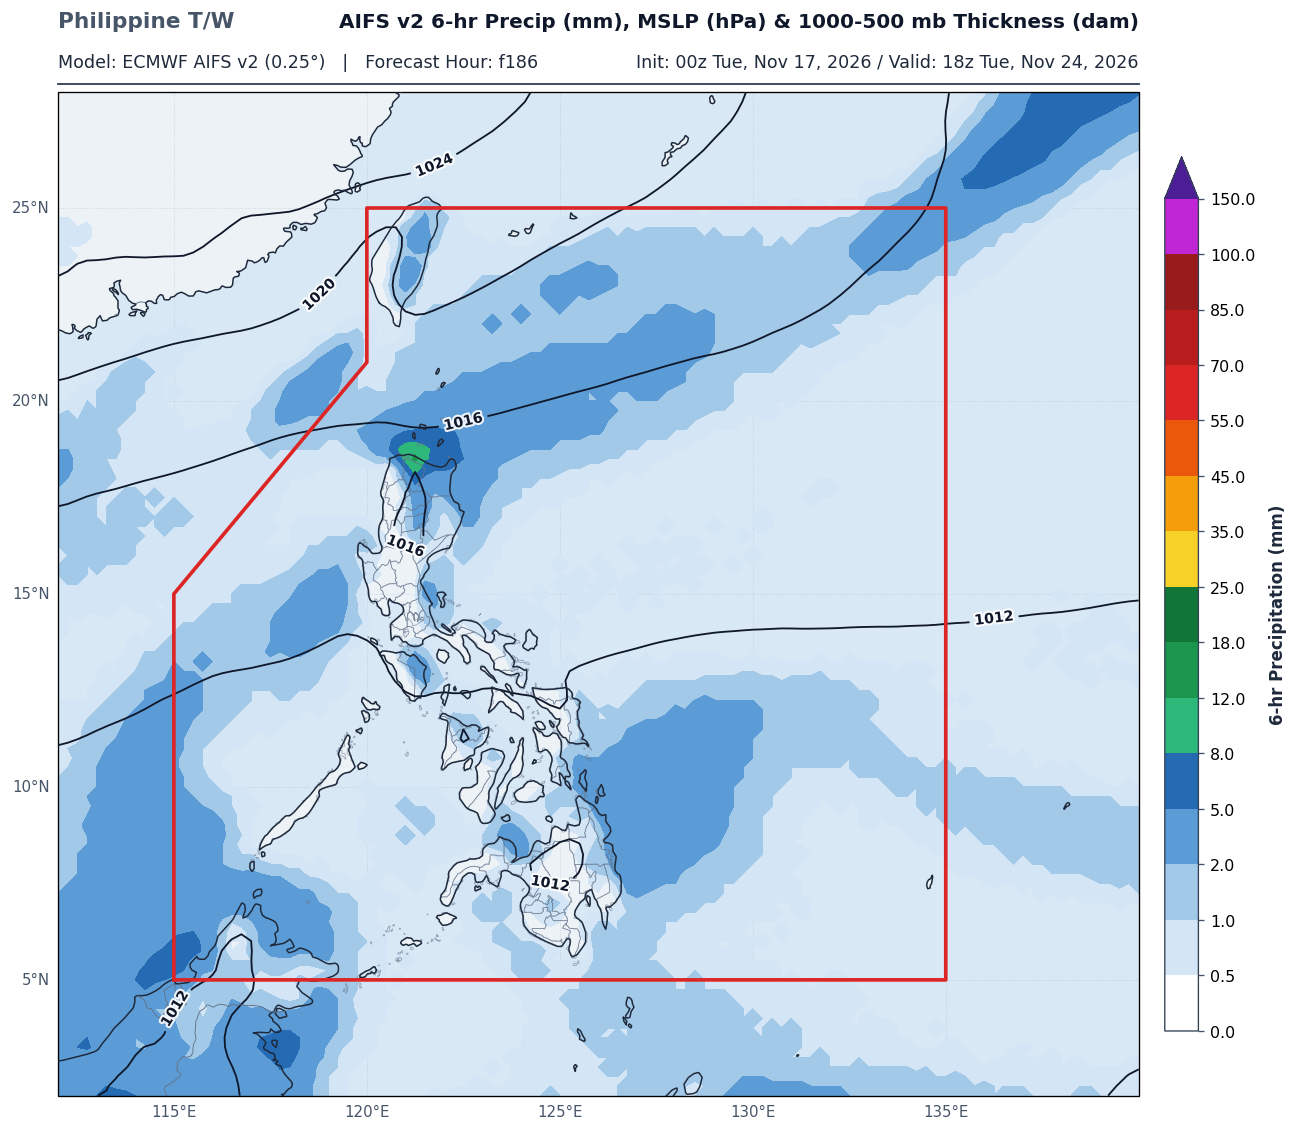 Philippine T/W
AIFS v2 6-hr Precip (mm), MSLP (hPa) & 1000-500 mb Thickness (dam)
Model: ECMWF AIFS v2 (0.25°) | Forecast Hour: f186
Init: 00z Tue, Nov 17, 2026 / Valid: 18z Tue, Nov 24, 2026
1024
1020
1016
1016
1012
1012
1012
25°N
20°N
15°N
10°N
5°N
115°E
120°E
125°E
130°E
135°E
150.0
100.0
85.0
70.0
55.0
45.0
35.0
25.0
18.0
12.0
8.0
5.0
2.0
1.0
0.5
0.0
6-hr Precipitation (mm)